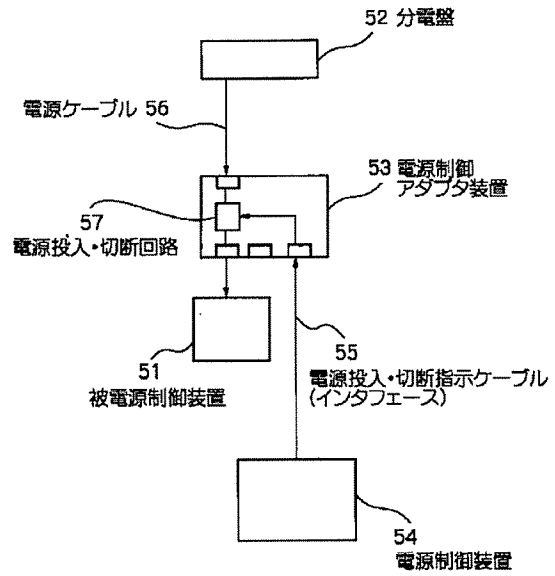 52 分電盤
電源ケーブル 56
53 電源制御
アダプタ装置
57
電源投入・切断回路
51
被電源制御装置
55
電源投入・切断指示ケーブル
(インタフェース)
54
電源制御装置